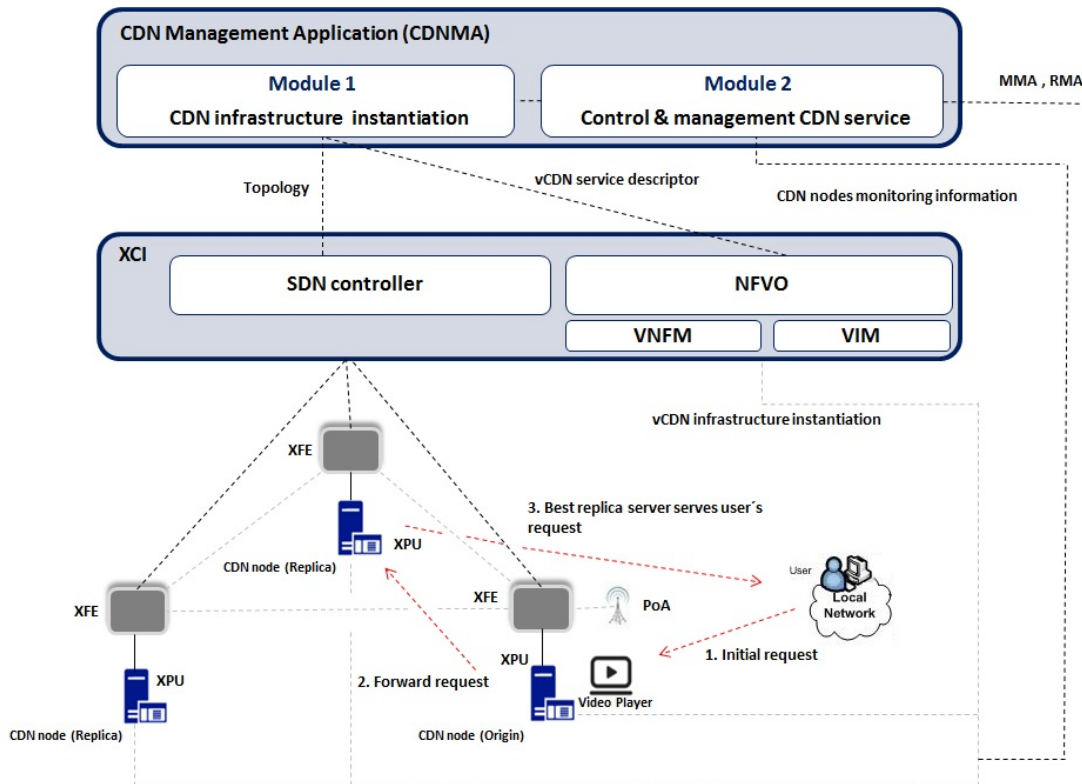 CDN Management Application (CDNMA)
Module 1
CDN infrastructure instantiation
Module 2
Control & management CDN service
MMA , RMA
Topology
vCDN service descriptor
CDN nodes monitoring information
XCI
SDN controller
NFVO
VNFM
VIM
vCDN infrastructure instantiation
XFE
3. Best replica server serves user´s
request
XPU
CDN node (Replica)
User
Local
Network
XFE
XFE
PoA
1. Initial request
XPU
XPU
2. Forward request
Video Player
CDN node (Replica)
CDN node (Origin)